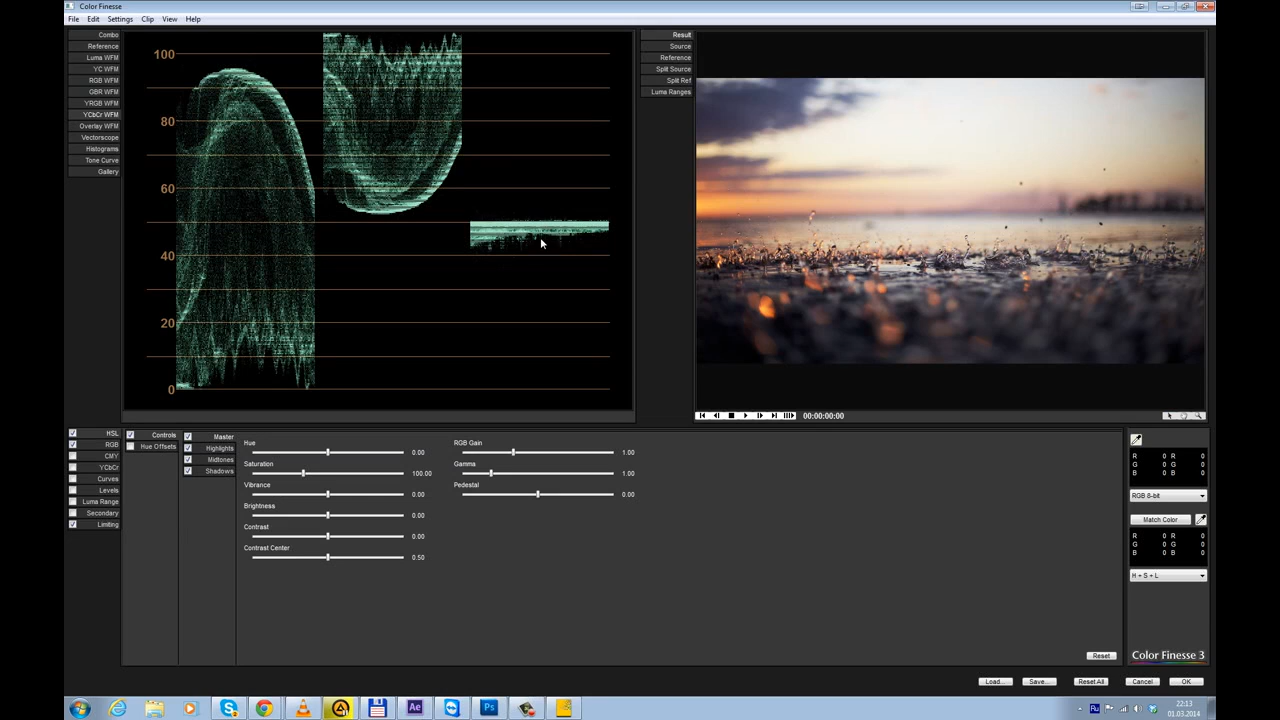 Color Finesse
File Edit Settings Clip View Help
Combo
Reference
Luma WFM
YC WFM
RGB WFM
GBR WFM
YRGB WFM
YCbCr WFM
Overlay WFM
Vectorscope
Histograms
Tone Curve
Gallery
100
80
60
40
20
0
Result
Source
Reference
Split Source
Split Ref
Luma Ranges
00:00:00:00
HSL
RGB
CMY
YCbCr
Curves
Levels
Luma Range
Secondary
Limiting
Controls
Hue Offsets
Master
Highlights
Midtones
Shadows
Hue
0.00
Saturation
100.00
Vibrance
0.00
Brightness
0.00
Contrast
0.00
Contrast Center
0.50
RGB Gain
1.00
Gamma
1.00
Pedestal
0.00
Reset
R 0 R 0
G 0 G 0
B 0 B 0
RGB 8-bit
Match Color
R 0 R 0
G 0 G 0
B 0 B 0
H + S + L
Color Finesse 3
Load... Save... Reset All Cancel OK
Ae
Ps
Ru
22:13
01.03.2014